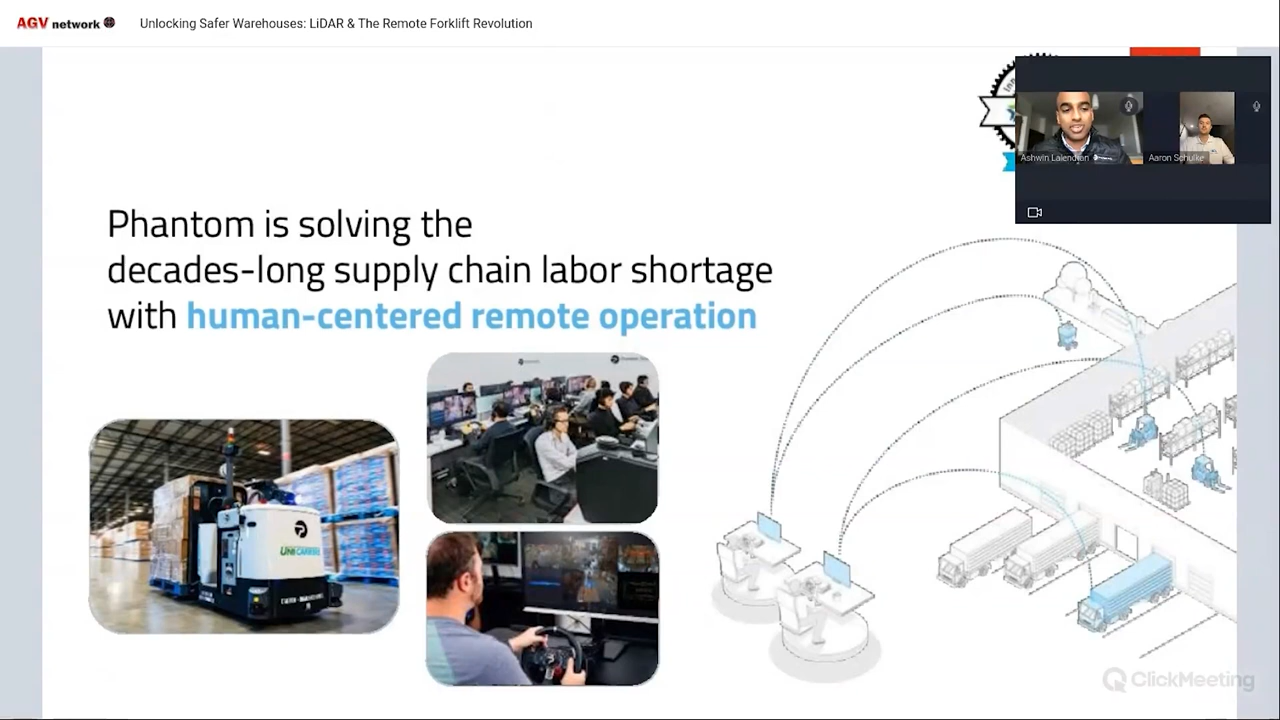 AGV network
Unlocking Safer Warehouses: LiDAR & The Remote Forklift Revolution
Ashwin Lalendran
Aaron Schulke
Phantom is solving the
decades-long supply chain labor shortage
with human-centered remote operation
UNICARRIERS
ClickMeeting